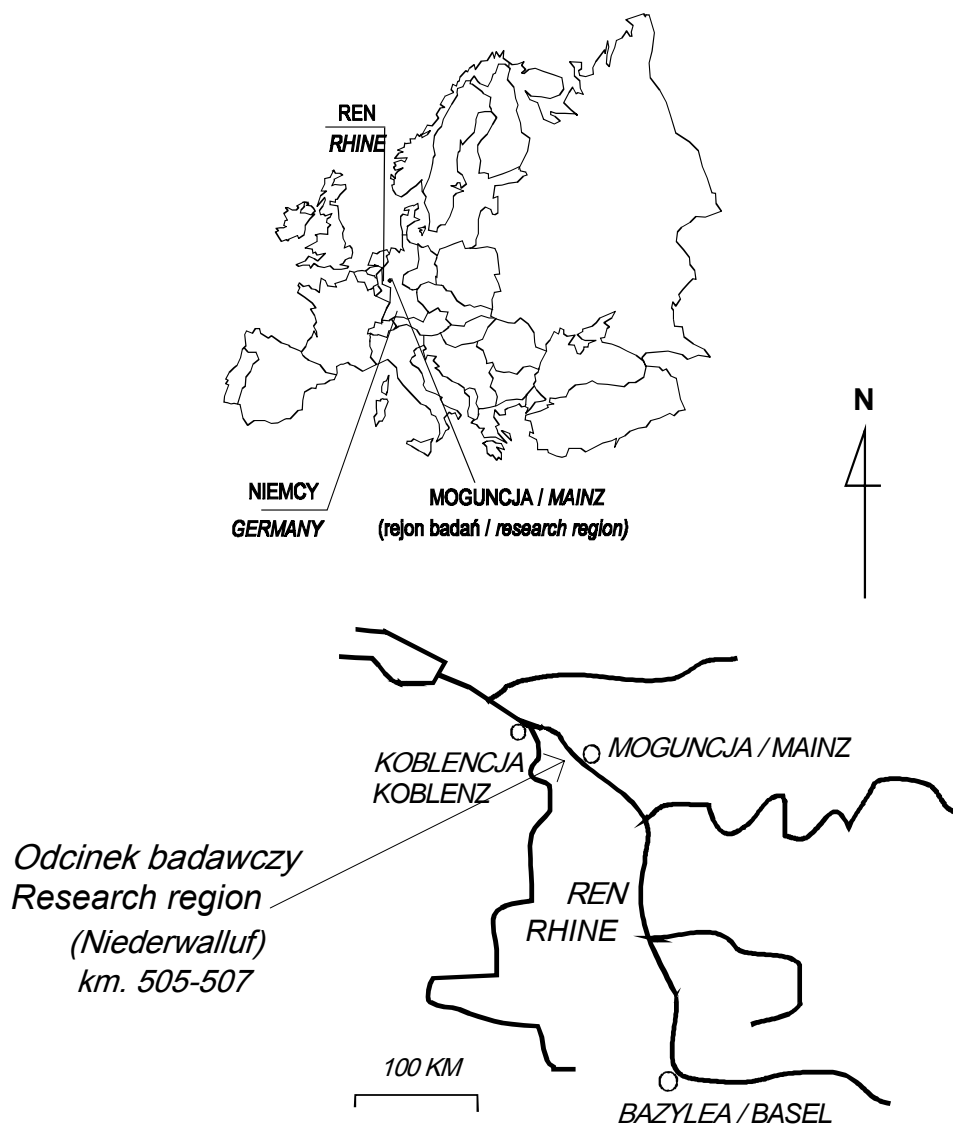 REN
RHINE
NIEMCY
GERMANY
MOGUNCJA / MAINZ
(rejon badań / research region)
N
KOBLENCJA
KOBLENZ
MOGUNCJA / MAINZ
Odcinek badawczy
Research region
(Niederwalluf)
km. 505-507
REN
RHINE
100 KM
BAZYLEA / BASEL